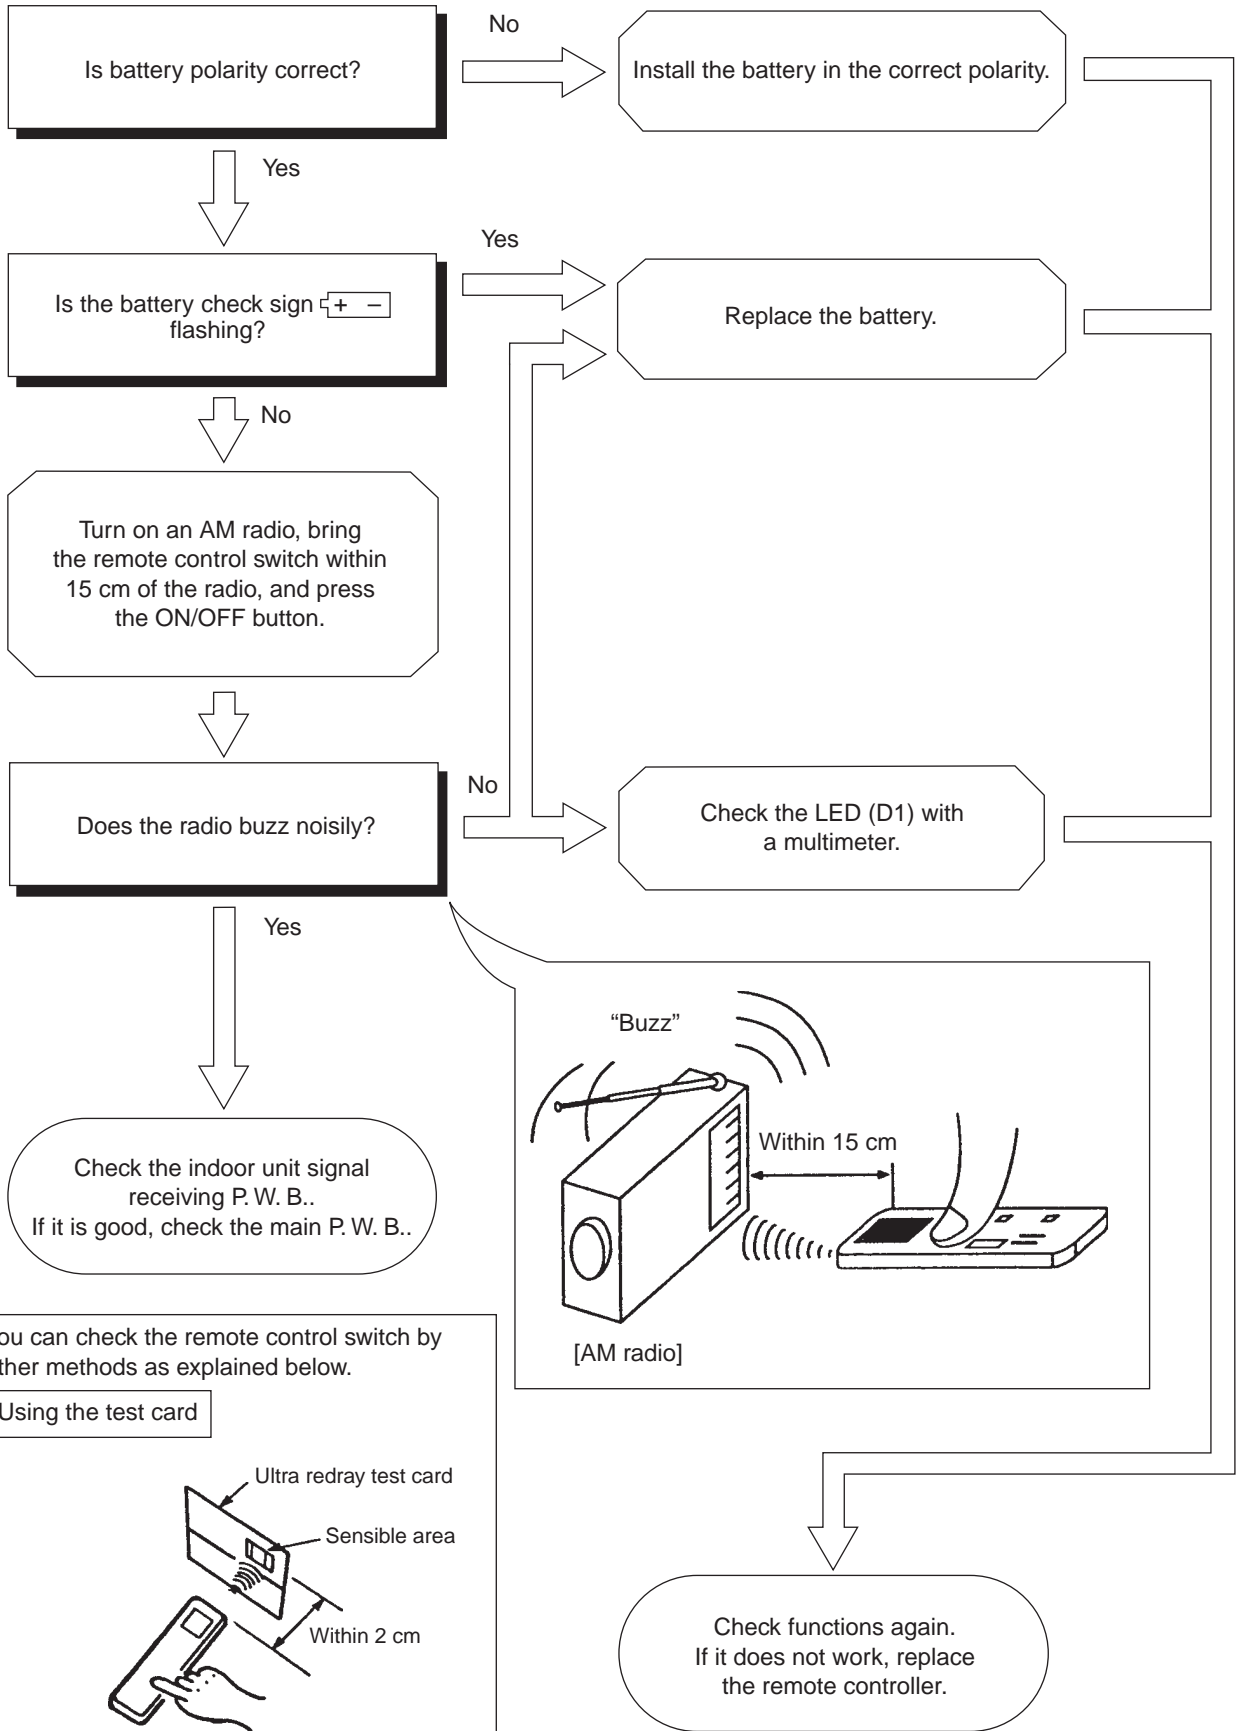 No
Is battery polarity correct?
Install the battery in the correct polarity.
Yes
Yes
Is the battery check sign + −
flashing?
Replace the battery.
No
Turn on an AM radio, bring
the remote control switch within
15 cm of the radio, and press
the ON/OFF button.
No
Does the radio buzz noisily?
Check the LED (D1) with
a multimeter.
Yes
“Buzz”
Within 15 cm
[AM radio]
Check the indoor unit signal
receiving P. W. B..
If it is good, check the main P. W. B..
ou can check the remote control switch by
ther methods as explained below.
Using the test card
Ultra redray test card
Sensible area
Within 2 cm
Check functions again.
If it does not work, replace
the remote controller.